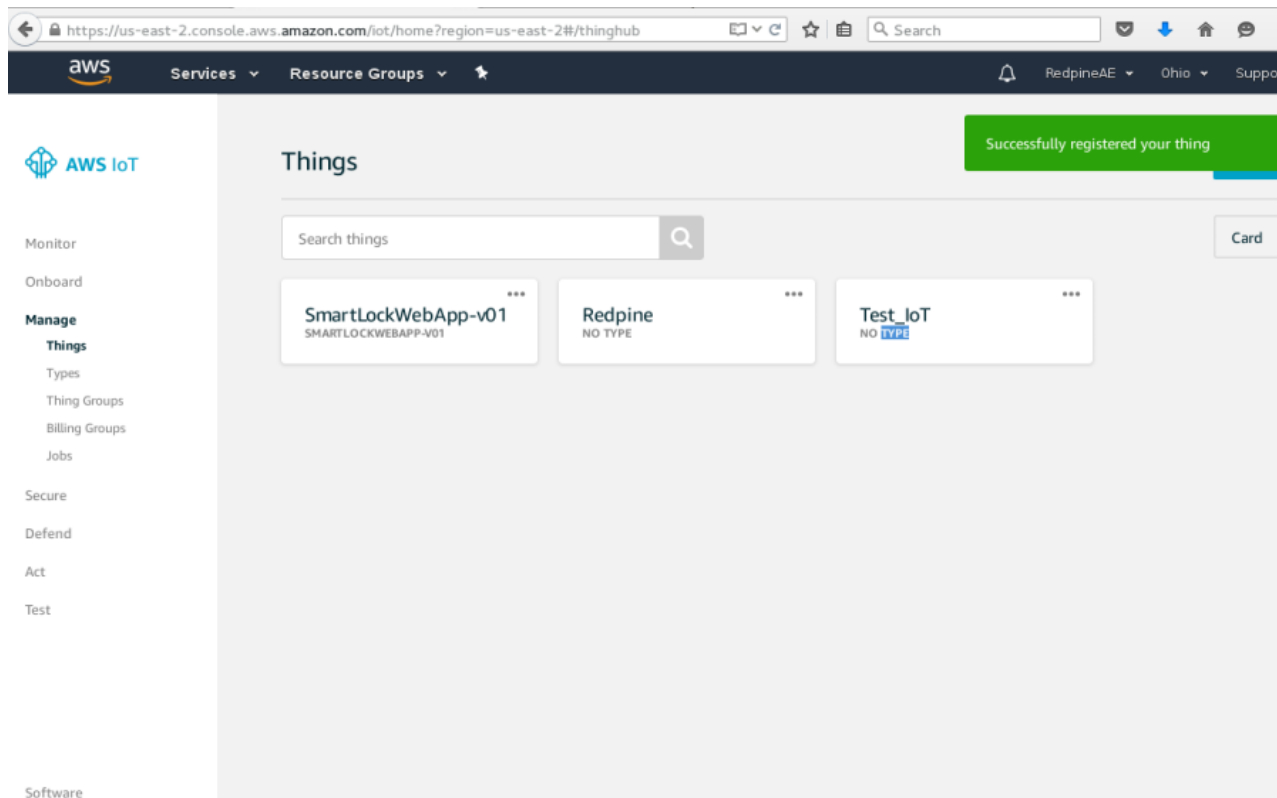 https://us-east-2.console.aws.amazon.com/iot/home?region=us-east-2#/thinghub
Search
aws
Services
Resource Groups
RedpineAE
Ohio
Suppo
Successfully registered your thing
AWS IoT
Things
Monitor
Search things
Card
Onboard
Manage
Things
Types
Thing Groups
Billing Groups
Jobs
Secure
Defend
Act
Test
Software
SmartLockWebApp-v01
SMARTLOCKWEBAPP-V01
Redpine
NO TYPE
Test_IoT
NO TYPE